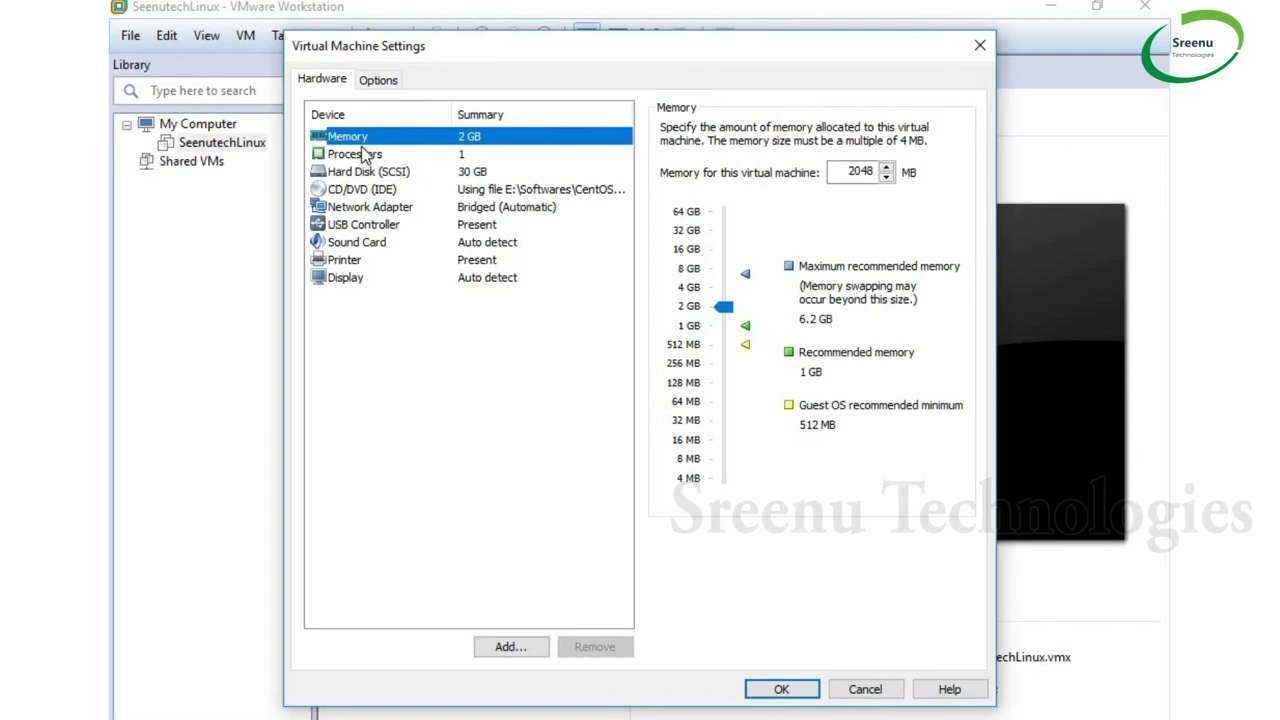 SeenutechLinux - VMware Workstation
Sreenu
Technologies
File Edit View VM
Library
Type here to search
My Computer
SeenutechLinux
Shared VMs
Virtual Machine Settings
Hardware Options
Device Summary
Memory 2 GB
Processors 1
Hard Disk (SCSI) 30 GB
CD/DVD (IDE) Using file E:\Softwares\CentOS...
Network Adapter Bridged (Automatic)
USB Controller Present
Sound Card Auto detect
Printer Present
Display Auto detect
Add... Remove
Memory
Specify the amount of memory allocated to this virtual
machine. The memory size must be a multiple of 4 MB.
Memory for this virtual machine: 2048 MB
64 GB
32 GB
16 GB
8 GB
4 GB
2 GB
1 GB
512 MB
256 MB
128 MB
64 MB
32 MB
16 MB
8 MB
4 MB
Maximum recommended memory
(Memory swapping may
occur beyond this size.)
6.2 GB
Recommended memory
1 GB
Guest OS recommended minimum
512 MB
Sreenu Technologies
echLinux.vmx
OK Cancel Help